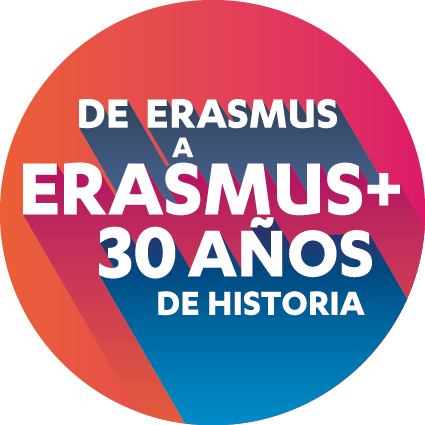 DE ERASMUS
A
ERASMUS+
30 AÑOS
DE HISTORIA